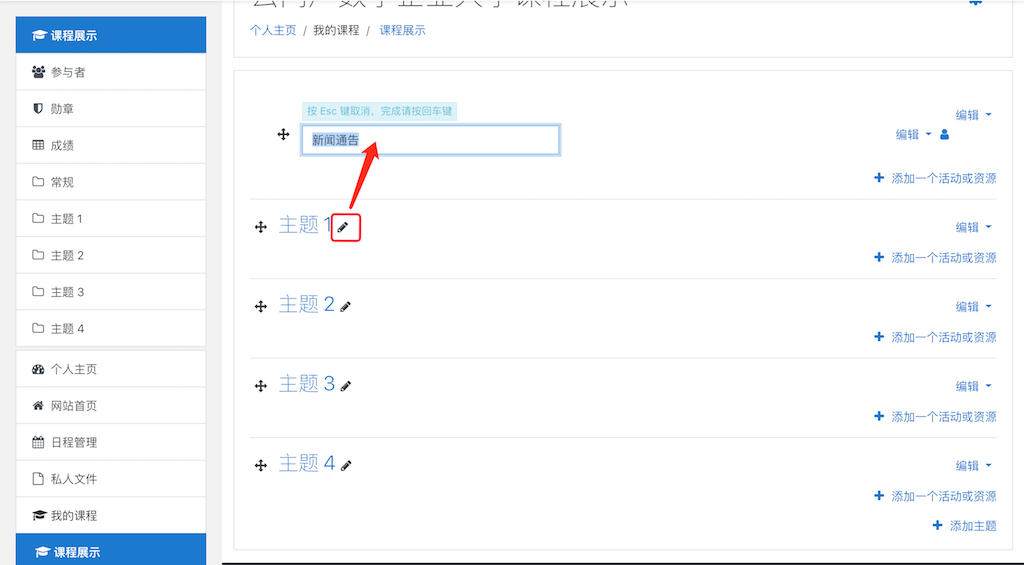 课程展示
参与者
勋章
成绩
常规
主题 1
主题 2
主题 3
主题 4
个人主页
网站首页
日程管理
私人文件
我的课程
课程展示
个人主页 / 我的课程 / 课程展示
按 Esc 键取消，完成请按回车键
新闻通告
编辑
编辑
添加一个活动或资源
主题 1
编辑
添加一个活动或资源
主题 2
编辑
添加一个活动或资源
主题 3
编辑
添加一个活动或资源
主题 4
编辑
添加一个活动或资源
添加主题